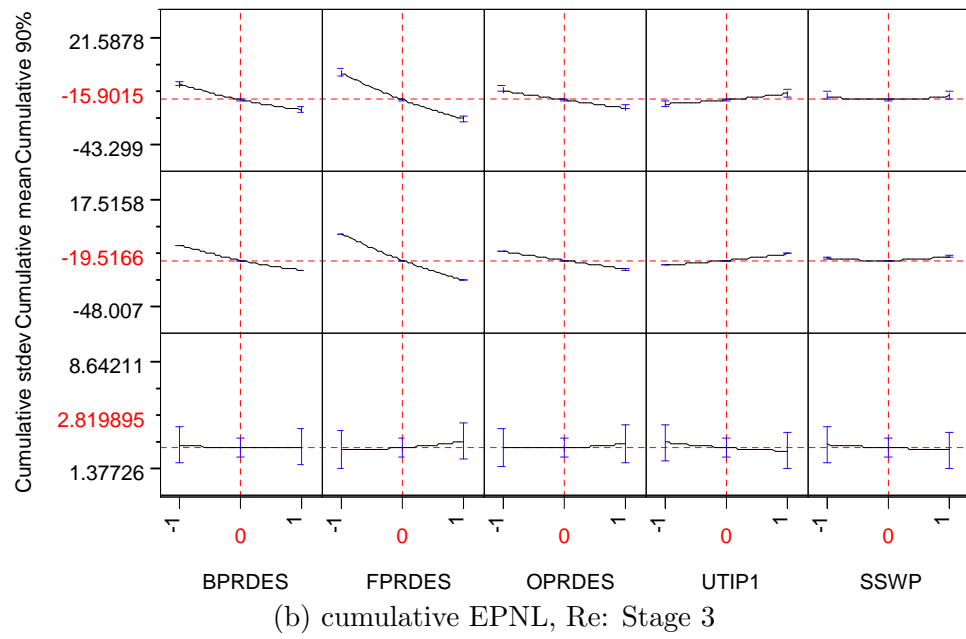 Cumulative 90%
21.5878
-15.9015
-43.299
Cumulative mean
17.5158
-19.5166
-48.007
Cumulative stdev
8.64211
2.819895
1.37726
-1 0 1 -1 0 1 -1 0 1 -1 0 1 -1 0 1
BPRDES FPRDES OPRDES UTIP1 SSWP
(b) cumulative EPNL, Re: Stage 3